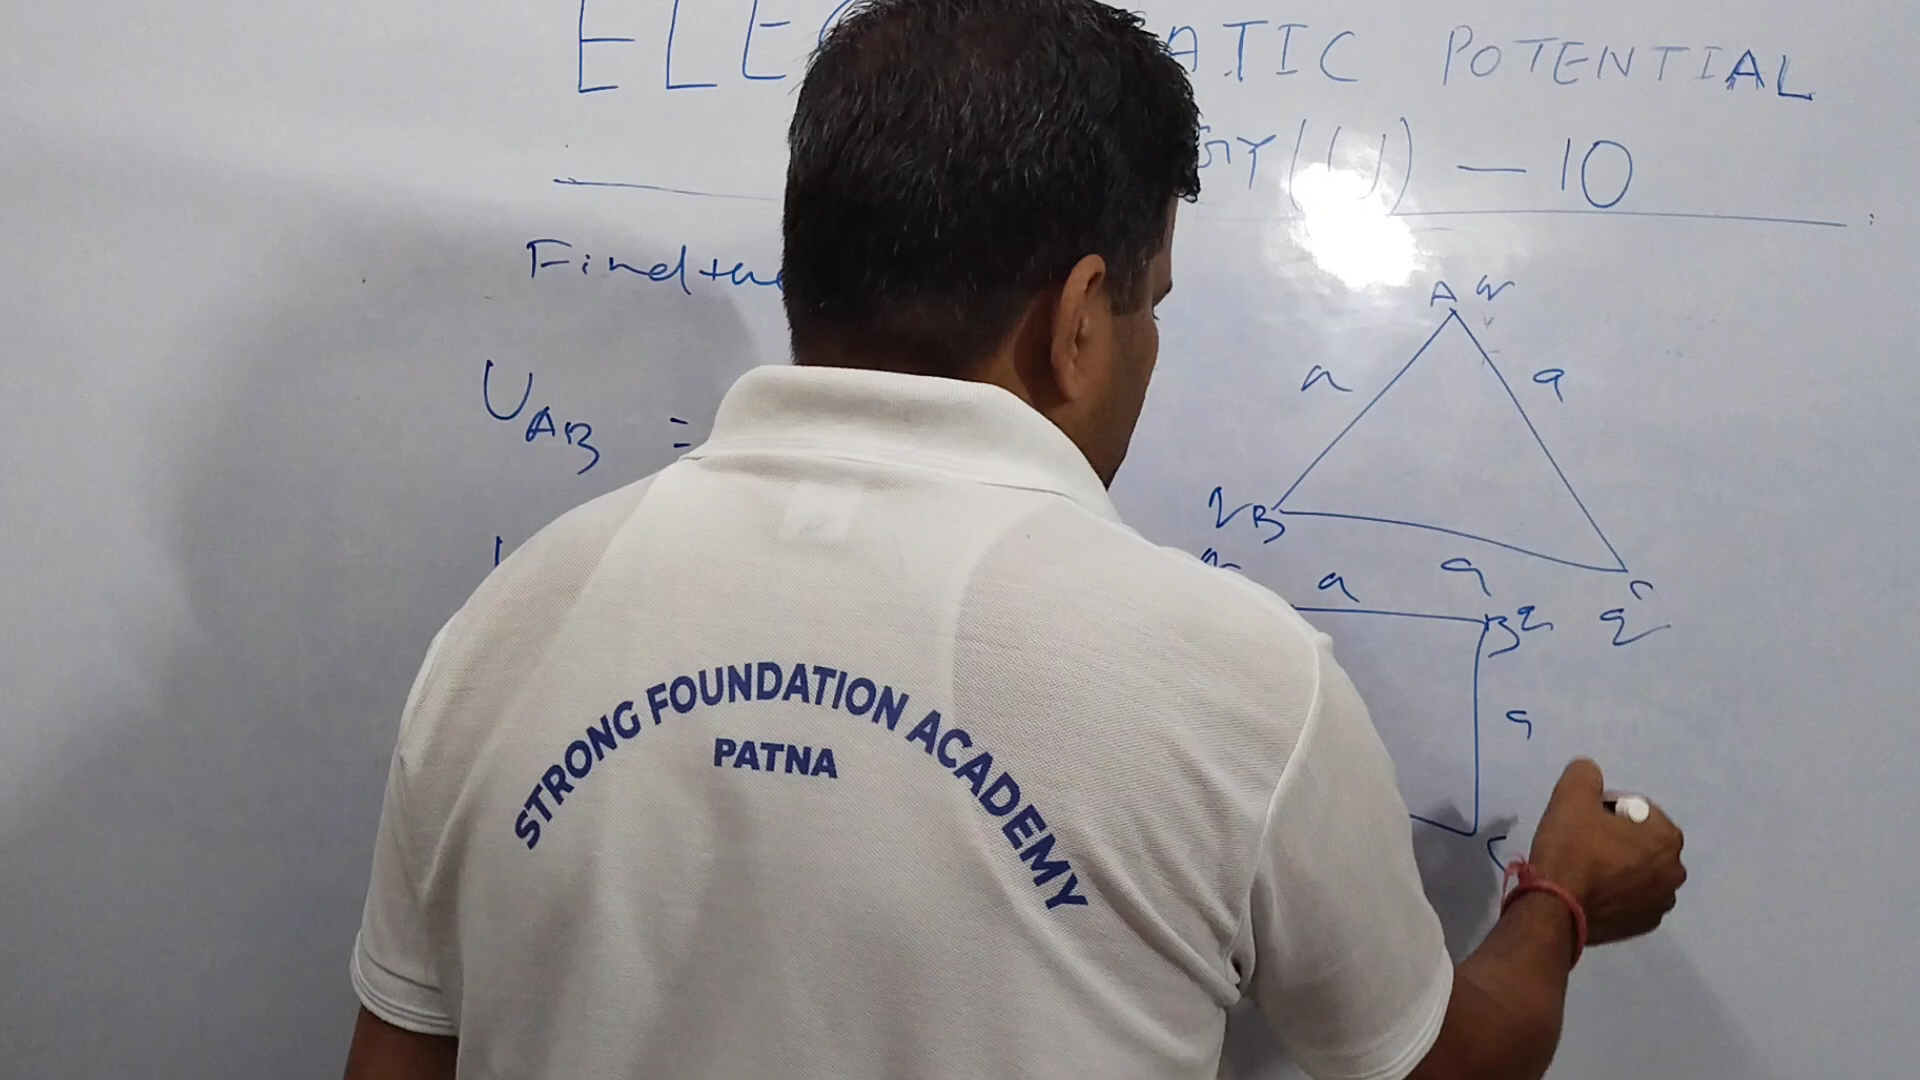 ELEC ATIC POTENTIAL
GY(U) - 10
Find the
A q
a
a
U_AB =
q B
a
a
C
B q
q
a
C
STRONG FOUNDATION ACADEMY
PATNA